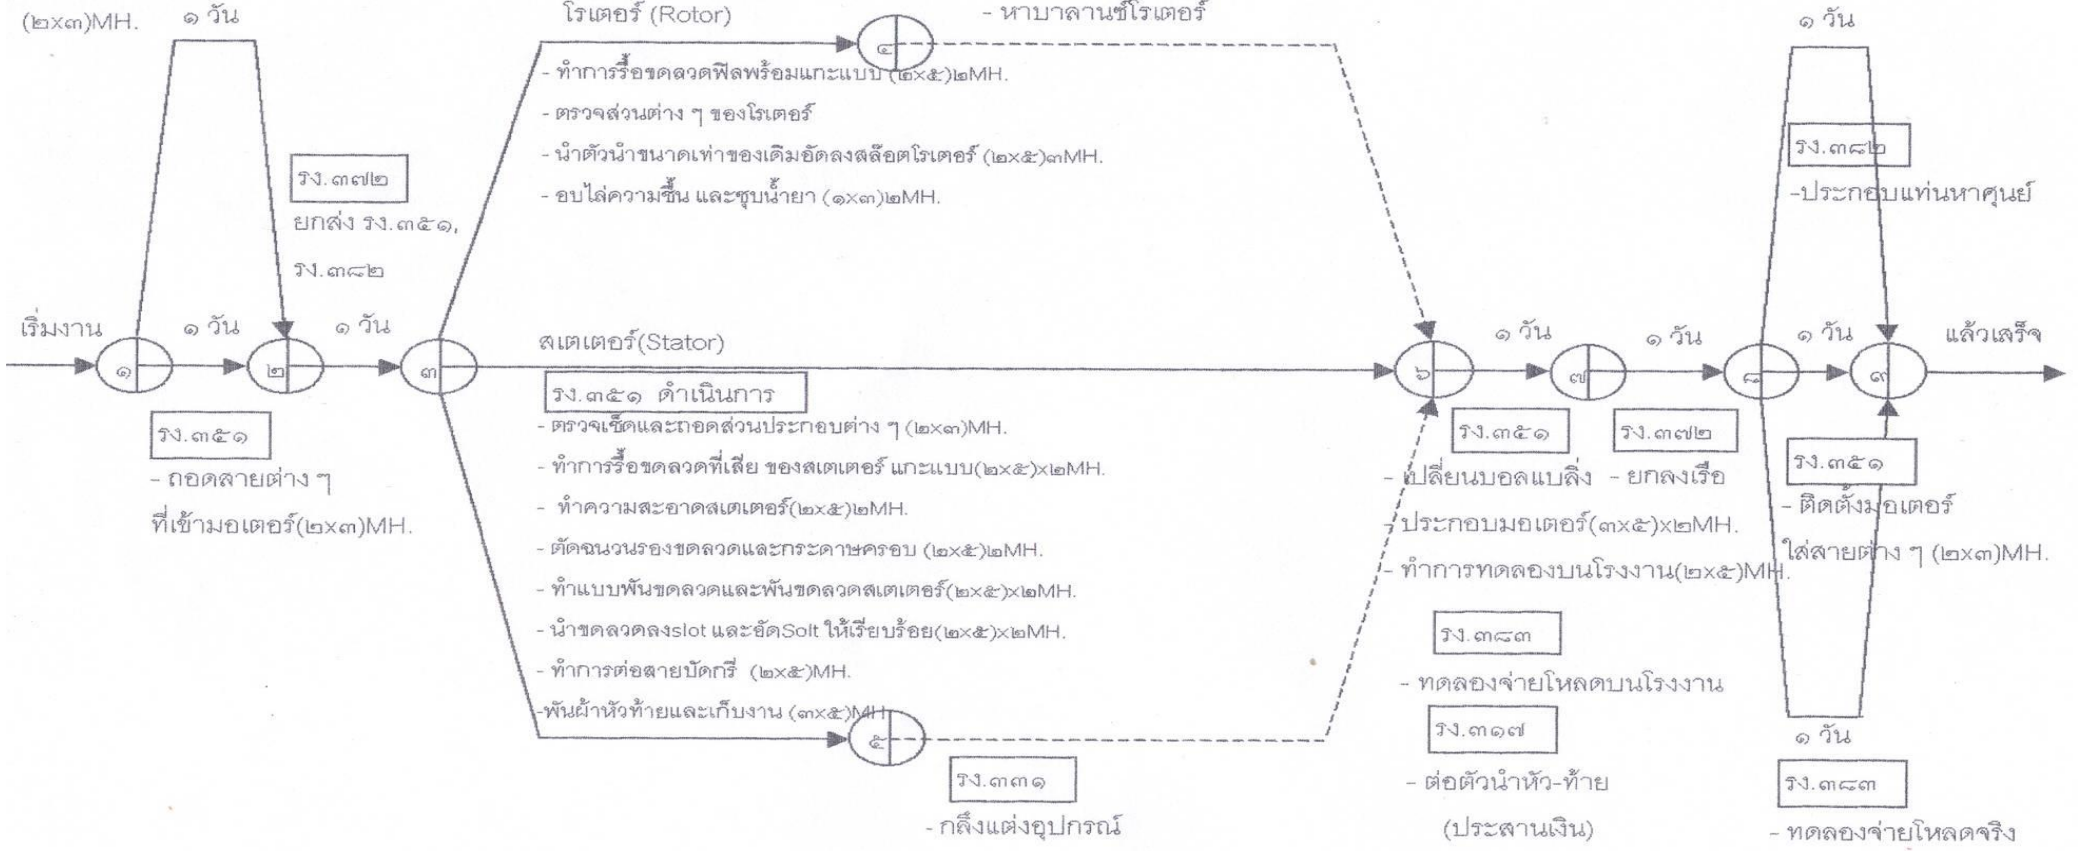 (๒x๓)MH.
๑ วัน
โรเตอร์ (Rotor)
- หาบาลานซ์โรเตอร์
๑ วัน
๔
- ทำการรื้อขดลวดฟิลพร้อมแกะแบบ (๒x๕)๒MH.
- ตรวจส่วนต่าง ๆ ของโรเตอร์
- นำตัวนำขนาดเท่าของเดิมอัดลงสล๊อตโรเตอร์ (๒x๕)๓MH.
- อบไล่ความชื้น และชุบน้ำยา (๑x๓)๒MH.
รง.๓๗๒
ยกส่ง รง.๓๕๑,
รง.๓๘๒
รง.๓๘๒
-ประกอบแท่นหาศูนย์
เริ่มงาน
๑ วัน
๑ วัน
สเตเตอร์(Stator)
๑ วัน
๑ วัน
๑ วัน
แล้วเสร็จ
๑
๒
๓
๖
๗
๘
๙
รง.๓๕๑
- ถอดสายต่าง ๆ
ที่เข้ามอเตอร์(๒x๓)MH.
รง.๓๕๑ ดำเนินการ
- ตรวจเช็คและถอดส่วนประกอบต่าง ๆ (๒x๓)MH.
- ทำการรื้อขดลวดที่เสีย ของสเตเตอร์ แกะแบบ(๒x๕)x๒MH.
- ทำความสะอาดสเตเตอร์(๒x๕)๒MH.
- ตัดฉนวนรองขดลวดและกระดาษครอบ (๒x๕)๒MH.
- ทำแบบพันขดลวดและพันขดลวดสเตเตอร์(๒x๕)x๒MH.
- นำขดลวดลงslot และอัดSolt ให้เรียบร้อย(๒x๕)x๒MH.
- ทำการต่อสายบัดกรี (๒x๕)MH.
-พันผ้าหัวท้ายและเก็บงาน (๓x๕)MH
๕
รง.๓๓๑
- กลึงแต่งอุปกรณ์
รง.๓๕๑
- เปลี่ยนบอลแบลิ่ง
- ประกอบมอเตอร์(๓x๕)x๒MH.
- ทำการทดลองบนโรงงาน(๒x๕)MH.
รง.๓๘๓
- ทดลองจ่ายโหลดบนโรงงาน
รง.๓๑๗
- ต่อตัวนำหัว-ท้าย
(ประสานเงิน)
รง.๓๗๒
- ยกลงเรือ
รง.๓๕๑
- ติดตั้งมอเตอร์
ใส่สายต่าง ๆ (๒x๓)MH.
๑ วัน
รง.๓๘๓
- ทดลองจ่ายโหลดจริง